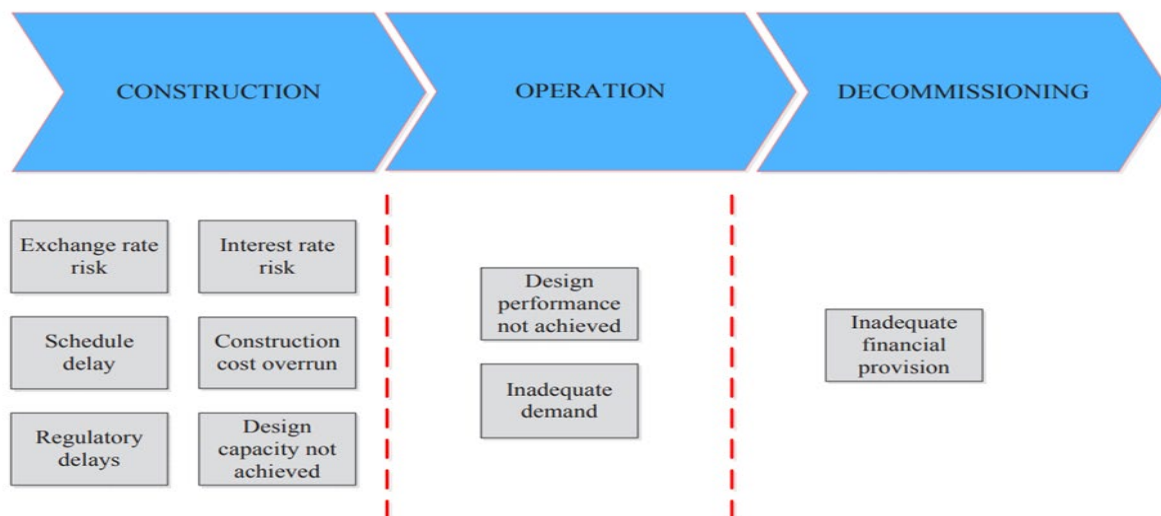 CONSTRUCTION
OPERATION
DECOMMISSIONING
Exchange rate
risk
Interest rate
risk
Schedule
delay
Construction
cost overrun
Regulatory
delays
Design
capacity not
achieved
Design
performance
not achieved
Inadequate
demand
Inadequate
financial
provision